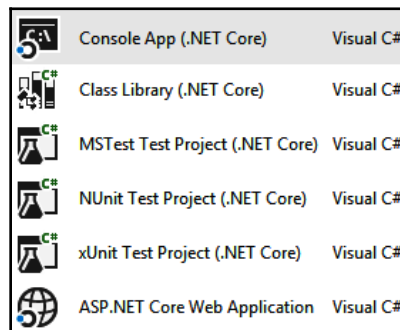 C:\ Console App (.NET Core) Visual C#
C# Class Library (.NET Core) Visual C#
C# MSTest Test Project (.NET Core) Visual C#
C# NUnit Test Project (.NET Core) Visual C#
C# xUnit Test Project (.NET Core) Visual C#
ASP.NET Core Web Application Visual C#